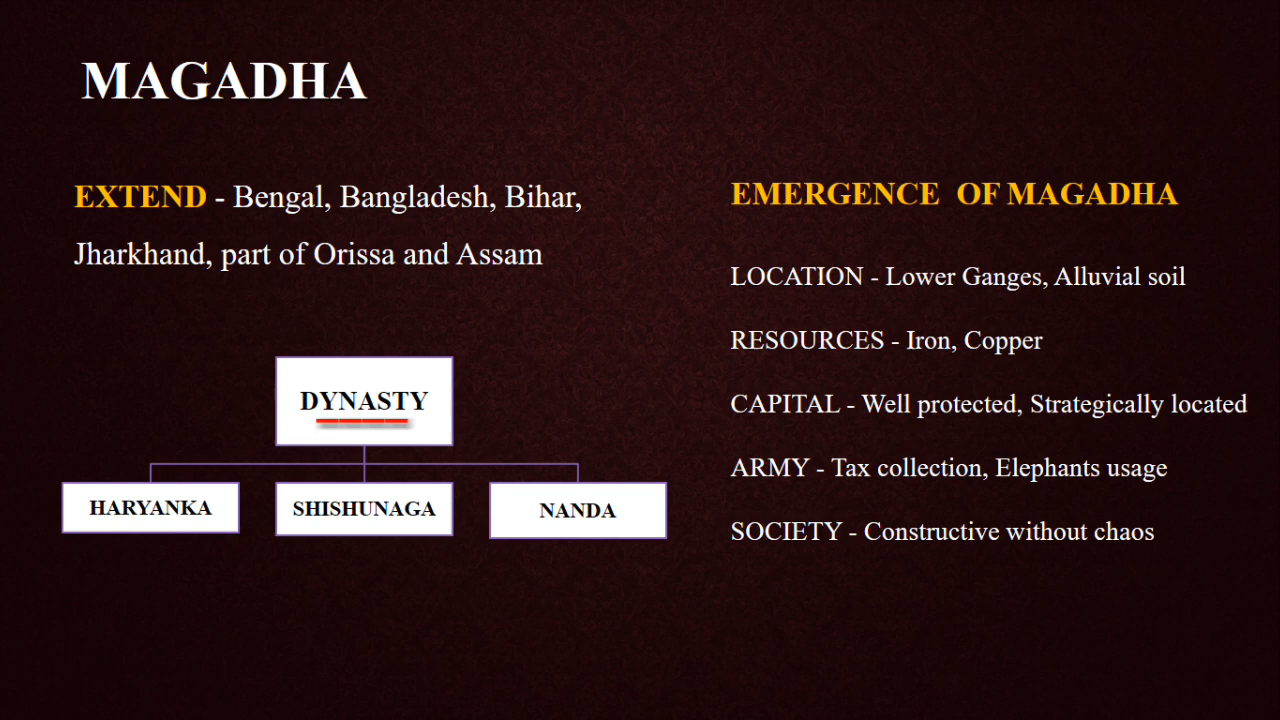 MAGADHA
EXTEND - Bengal, Bangladesh, Bihar,
Jharkhand, part of Orissa and Assam
DYNASTY
HARYANKA
SHISHUNAGA
NANDA
EMERGENCE OF MAGADHA
LOCATION - Lower Ganges, Alluvial soil
RESOURCES - Iron, Copper
CAPITAL - Well protected, Strategically located
ARMY - Tax collection, Elephants usage
SOCIETY - Constructive without chaos